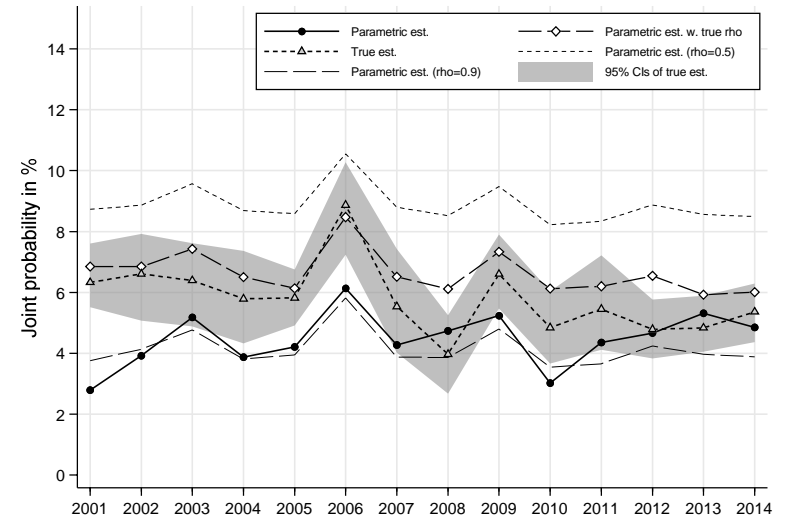 Parametric est.
Parametric est. w. true rho
True est.
Parametric est. (rho=0.5)
Parametric est. (rho=0.9)
95% CIs of true est.
Joint probability in %
14
12
10
8
6
4
2
0
2001 2002 2003 2004 2005 2006 2007 2008 2009 2010 2011 2012 2013 2014